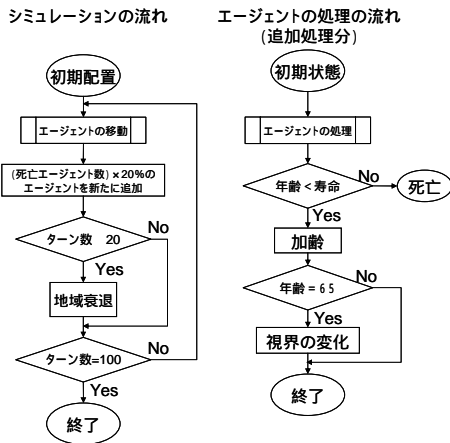 シミュレーションの流れ
初期配置
エージェントの移動
(死亡エージェント数)×20%の
エージェントを新たに追加
ターン数 20
No
Yes
地域衰退
ターン数=100
No
Yes
終了
エージェントの処理の流れ
(追加処理分)
初期状態
エージェントの処理
年齢<寿命
No
死亡
Yes
加齢
年齢=65
No
Yes
視界の変化
終了